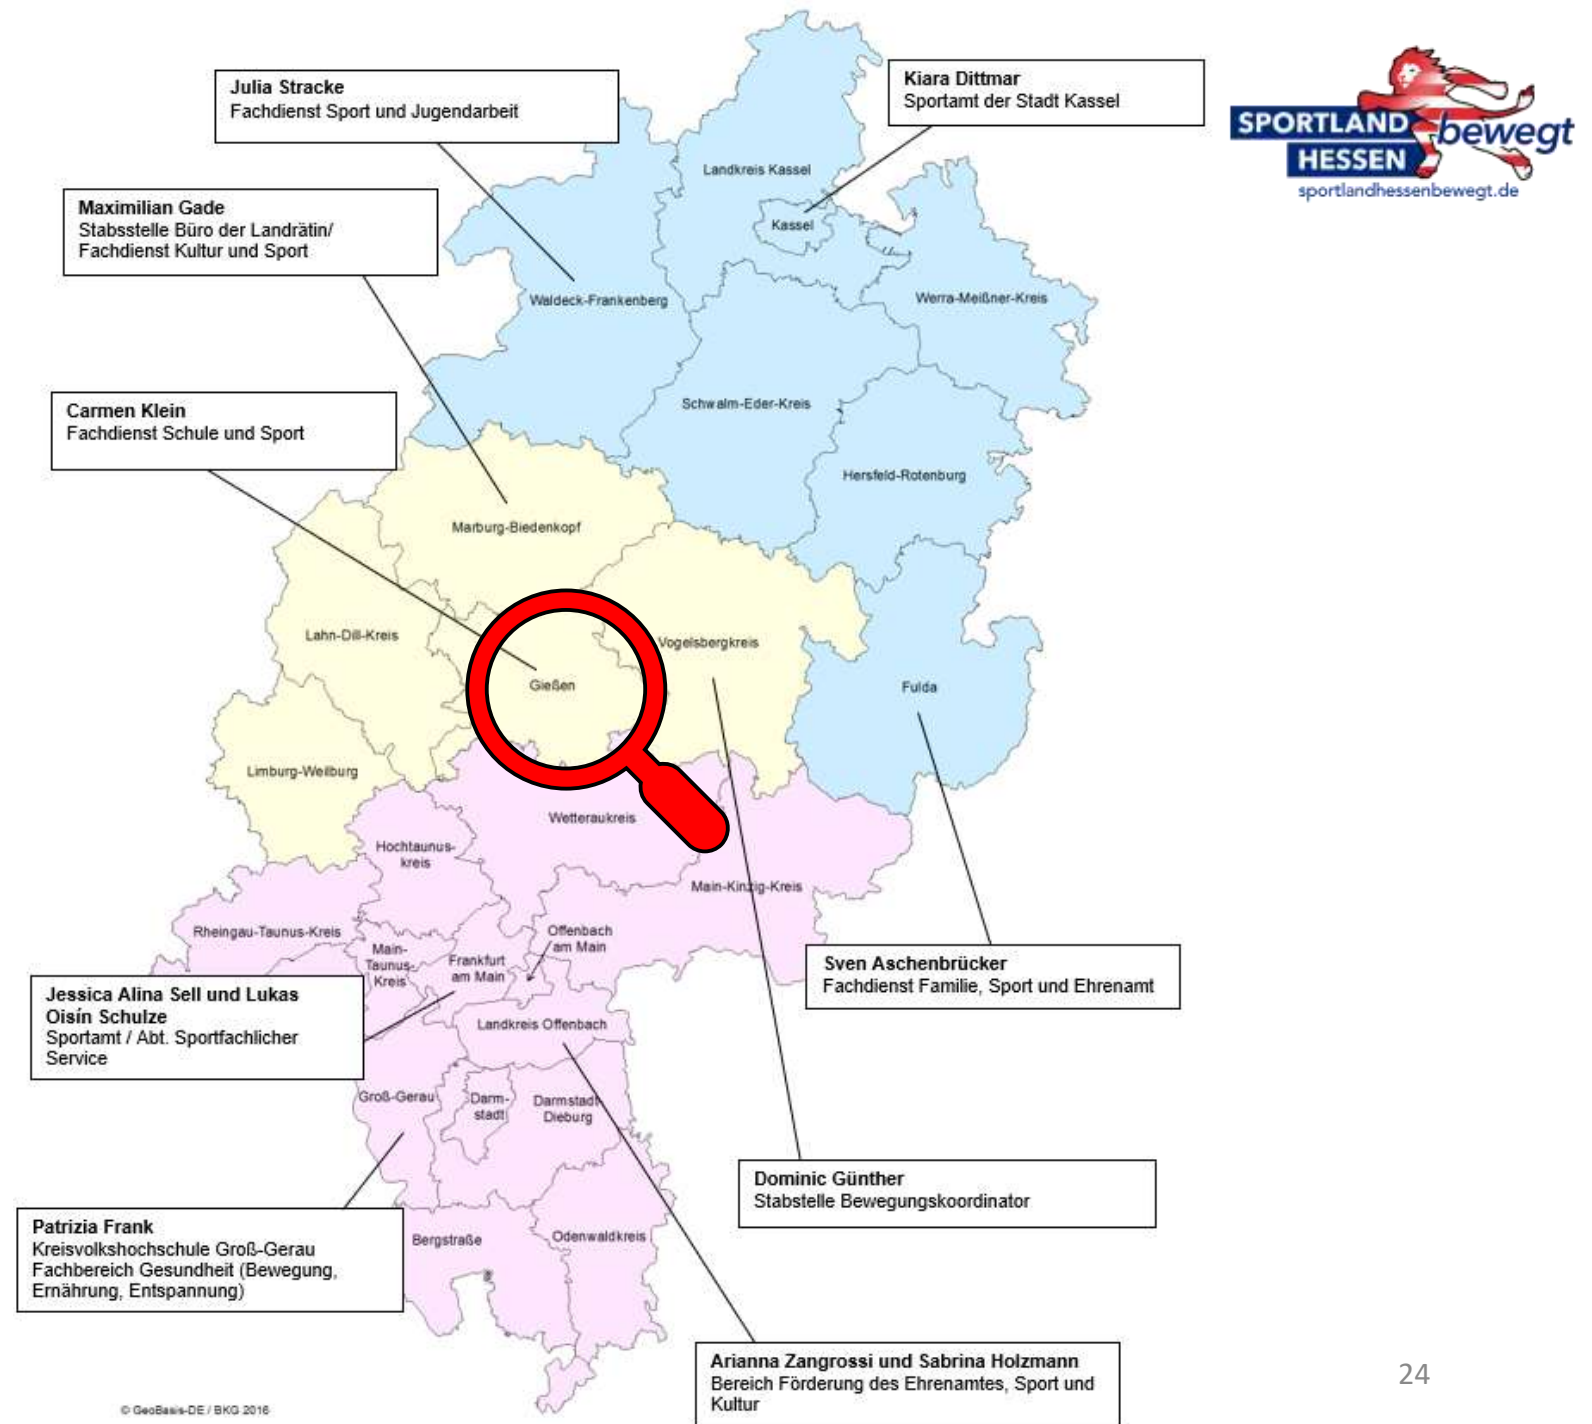 Julia Stracke
Fachdienst Sport und Jugendarbeit
Kiara Dittmar
Sportamt der Stadt Kassel
SPORTLAND
HESSEN
bewegt
sportlandhessenbewegt.de
Maximilian Gade
Stabsstelle Büro der Landrätin/
Fachdienst Kultur und Sport
Landkreis Kassel
Kassel
Waldeck-Frankenberg
Werra-Meißner-Kreis
Carmen Klein
Fachdienst Schule und Sport
Schwalm-Eder-Kreis
Hersfeld-Rotenburg
Marburg-Biedenkopf
Lahn-Dill-Kreis
Vogelsbergkreis
Gießen
Fulda
Limburg-Weilburg
Wetteraukreis
Hochtaunus-
kreis
Main-Kinzig-Kreis
Rheingau-Taunus-Kreis
Main-
Taunus-
Kreis
Frankfurt
am Main
Offenbach
am Main
Sven Aschenbrücker
Fachdienst Familie, Sport und Ehrenamt
Jessica Alina Sell und Lukas
Oisín Schulze
Sportamt / Abt. Sportfachlicher
Service
Landkreis Offenbach
Groß-Gerau
Darm-
stadt
Darmstadt-
Dieburg
Dominic Günther
Stabstelle Bewegungskoordinator
Patrizia Frank
Kreisvolkshochschule Groß-Gerau
Fachbereich Gesundheit (Bewegung,
Ernährung, Entspannung)
Bergstraße
Odenwaldkreis
Arianna Zangrossi und Sabrina Holzmann
Bereich Förderung des Ehrenamtes, Sport und
Kultur
24
© GeoBasis-DE / BKG 2016